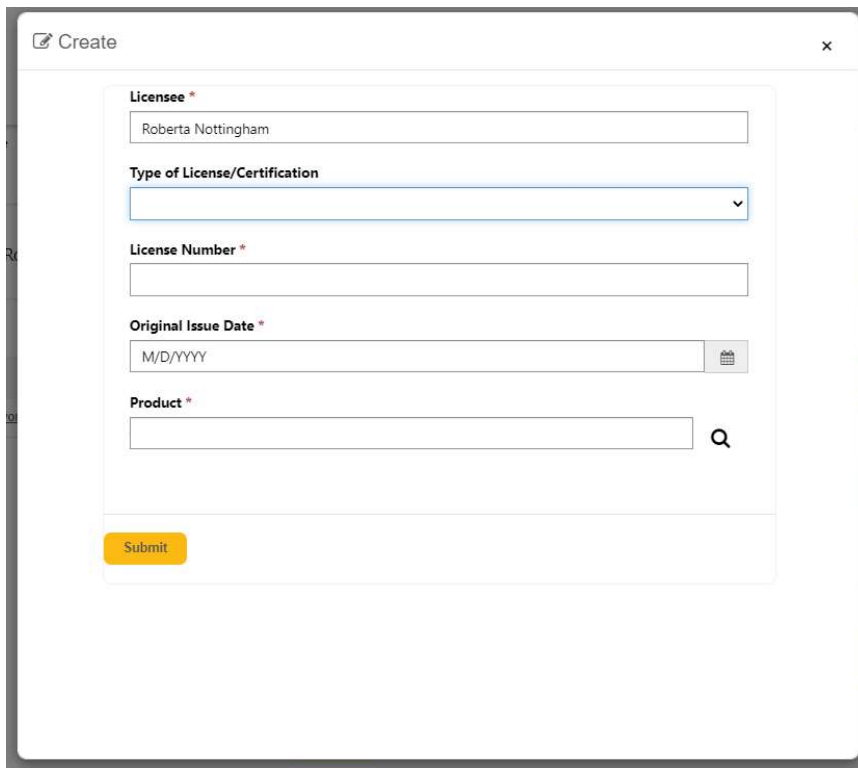 Create
×
Licensee *
Roberta Nottingham
Type of License/Certification
License Number *
Original Issue Date *
M/D/YYYY
Product *
Submit